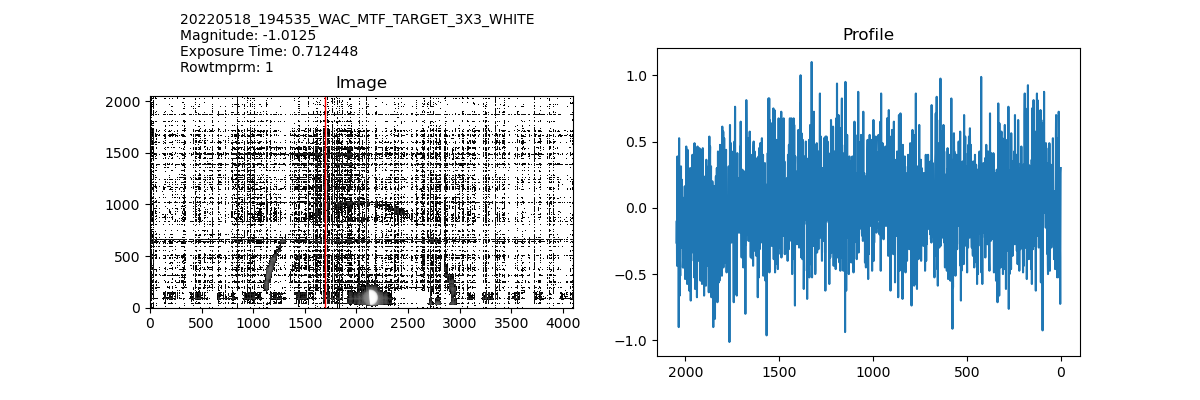 20220518_194535_WAC_MTF_TARGET_3X3_WHITE
Magnitude: -1.0125
Exposure Time: 0.712448
Rowtmprm: 1
Image
2000
1500
1000
500
0
0 500 1000 1500 2000 2500 3000 3500 4000
Profile
1.0
0.5
0.0
−0.5
−1.0
2000 1500 1000 500 0